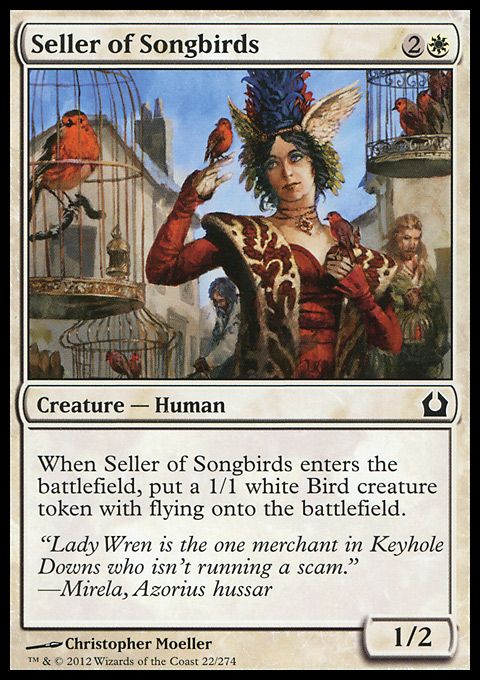 Seller of Songbirds 2
Creature — Human
When Seller of Songbirds enters the
battlefield, put a 1/1 white Bird creature
token with flying onto the battlefield.
“Lady Wren is the one merchant in Keyhole
Downs who isn’t running a scam.”
—Mirela, Azorius hussar
Christopher Moeller
1/2
™ & © 2012 Wizards of the Coast 22/274